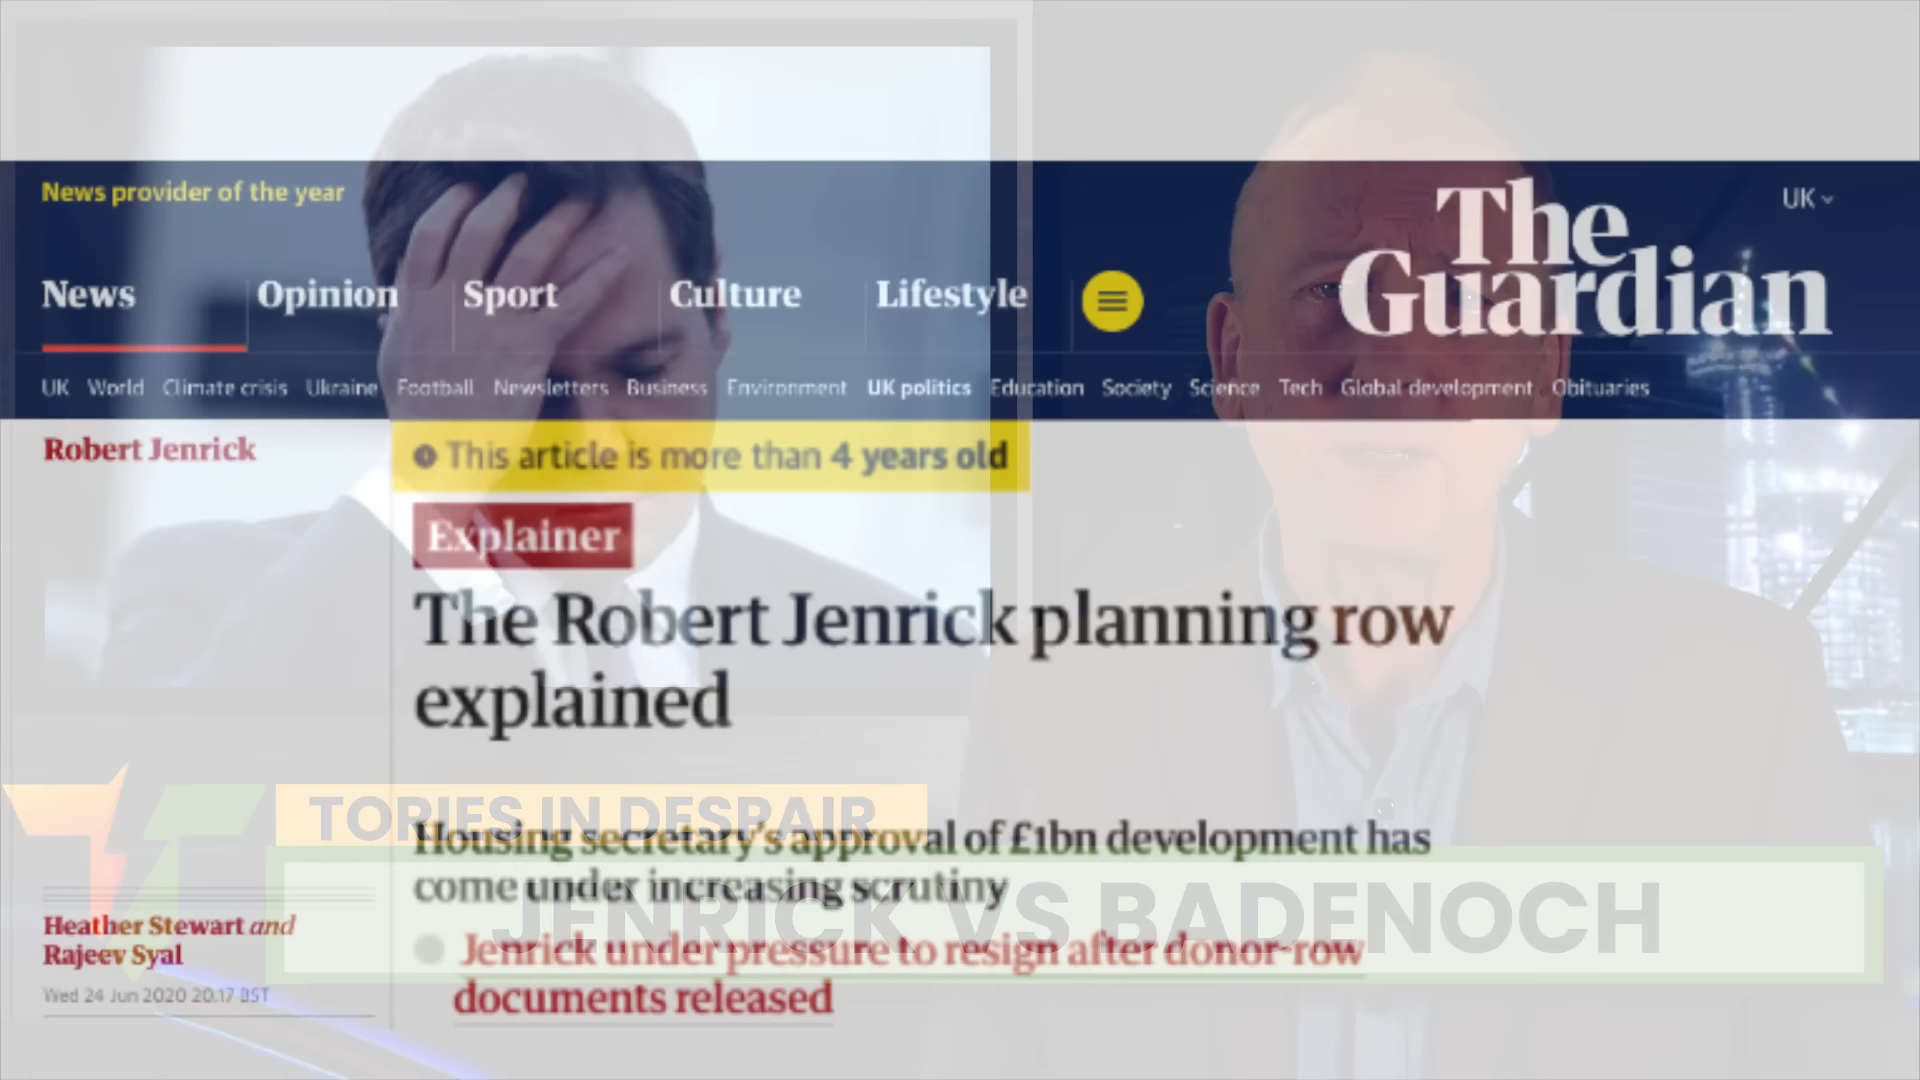 News provider of the year
The
Guardian
UK
News
Opinion
Sport
Culture
Lifestyle
UK World Climate crisis Ukraine Football Newsletters Business Environment UK politics Education Society Science Tech Global development Obituaries
Robert Jenrick
This article is more than 4 years old
Explainer
The Robert Jenrick planning row
explained
TORIES IN DESPAIR
Housing secretary's approval of £1bn development has
come under increasing scrutiny
JENRICK VS BADENOCH
Jenrick under pressure to resign after donor-row
documents released
Heather Stewart and
Rajeev Syal
Wed 24 Jun 2020 20.17 BST